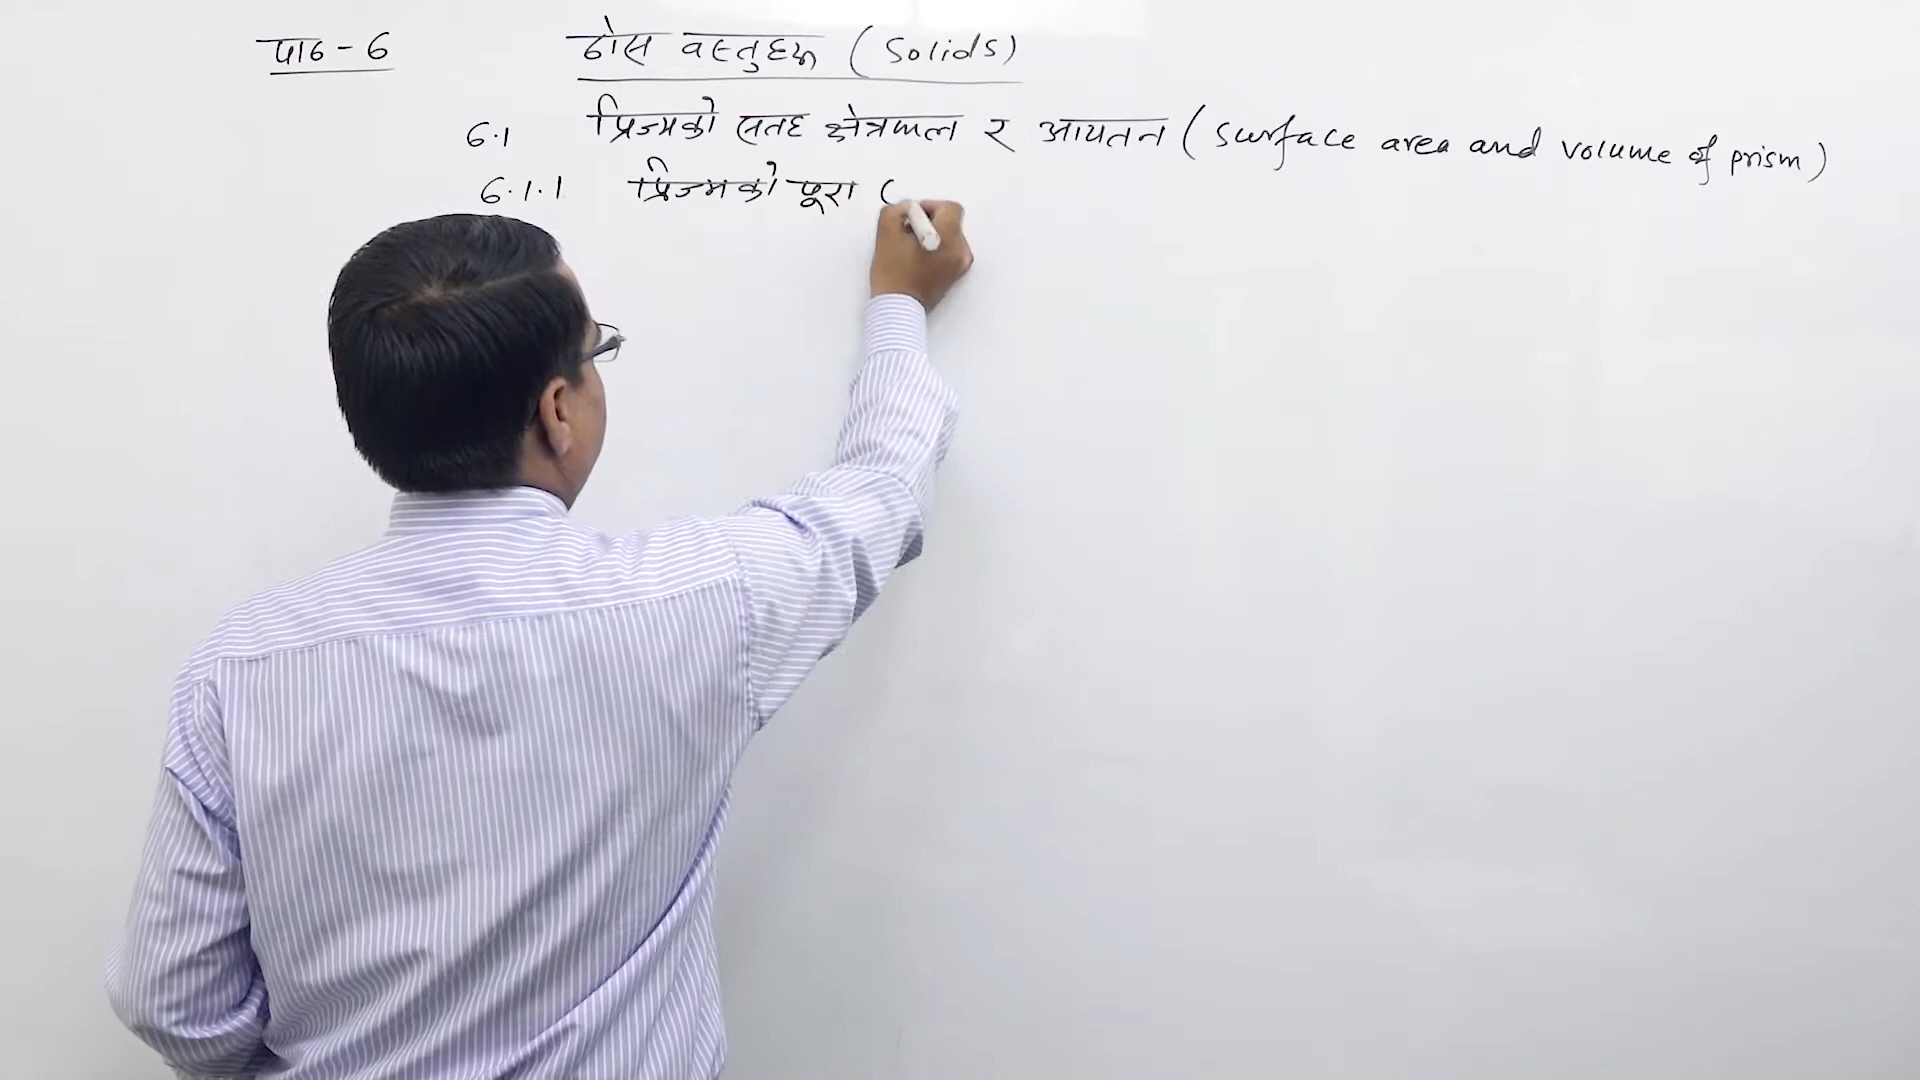 पाठ - 6 ठोस वस्तुहरू (Solids)
6.1 प्रिज्मको सतह क्षेत्रफल र आयतन (Surface area and volume of prism)
6.1.1 प्रिज्मको पूरा (